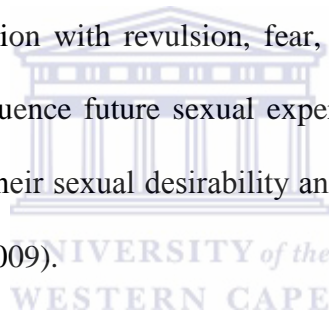 ion with revulsion, fear,
uence future sexual exper
heir sexual desirability an
009).
UNIVERSITY of the
WESTERN CAPE